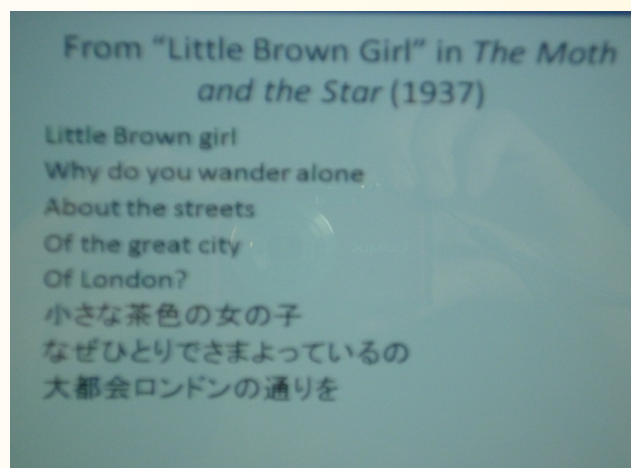 From “Little Brown Girl” in The Moth
and the Star (1937)
Little Brown girl
Why do you wander alone
About the streets
Of the great city
Of London?
小さな茶色の女の子
なぜひとりでさまよっているの
大都会ロンドンの通りを